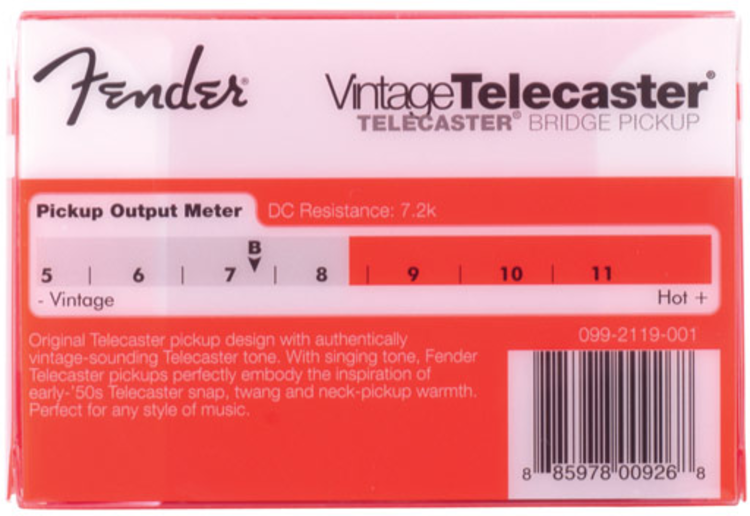 Fender®
VintageTelecaster®
TELECASTER® BRIDGE PICKUP
Pickup Output Meter DC Resistance: 7.2k
B
5 | 6 | 7 | 8 | 9 | 10 | 11
- Vintage Hot +
Original Telecaster pickup design with authentically
vintage-sounding Telecaster tone. With singing tone, Fender
Telecaster pickups perfectly embody the inspiration of
early-'50s Telecaster snap, twang and neck-pickup warmth.
Perfect for any style of music.
099-2119-001
8 85978 00926 8